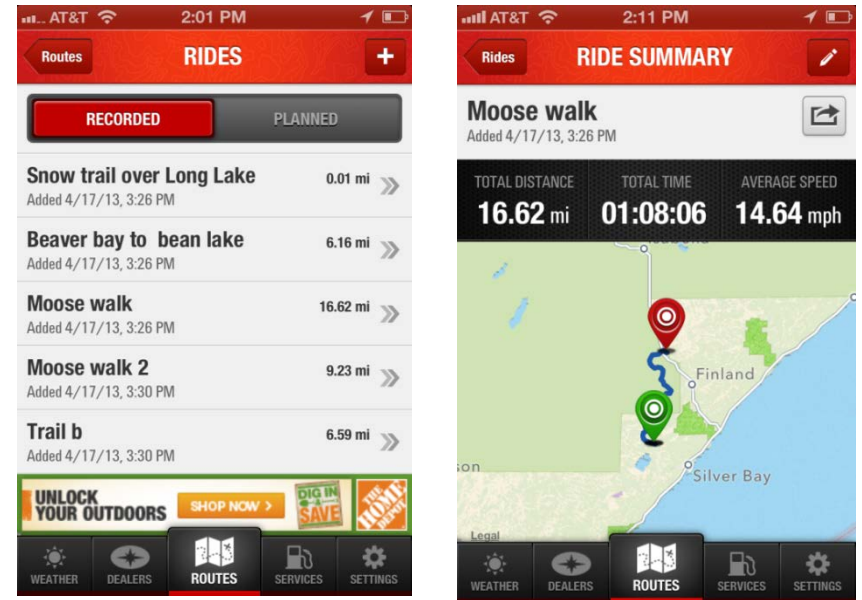 AT&T 2:01 PM
Routes RIDES +
RECORDED PLANNED
Snow trail over Long Lake 0.01 mi
Added 4/17/13, 3:26 PM
Beaver bay to bean lake 6.16 mi
Added 4/17/13, 3:26 PM
Moose walk 16.62 mi
Added 4/17/13, 3:26 PM
Moose walk 2 9.23 mi
Added 4/17/13, 3:30 PM
Trail b 6.59 mi
Added 4/17/13, 3:30 PM
UNLOCK
YOUR OUTDOORS
SHOP NOW >
DIG IN
SAVE
THE HOME DEPOT
WEATHER DEALERS ROUTES SERVICES SETTINGS
AT&T 2:11 PM
Rides RIDE SUMMARY
Moose walk
Added 4/17/13, 3:26 PM
TOTAL DISTANCE TOTAL TIME AVERAGE SPEED
16.62 mi 01:08:06 14.64 mph
Finland
son
Silver Bay
Legal
WEATHER DEALERS ROUTES SERVICES SETTINGS